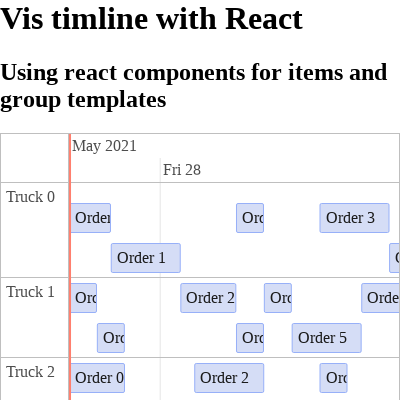 Vis timline with React
Using react components for items and
group templates
May 2021
Fri 28
Truck 0
Order
Ord
Order 3
Order 1
Truck 1
Ord
Order 2
Ord
Orde
Ord
Ord
Order 5
Truck 2
Order 0
Order 2
Ord